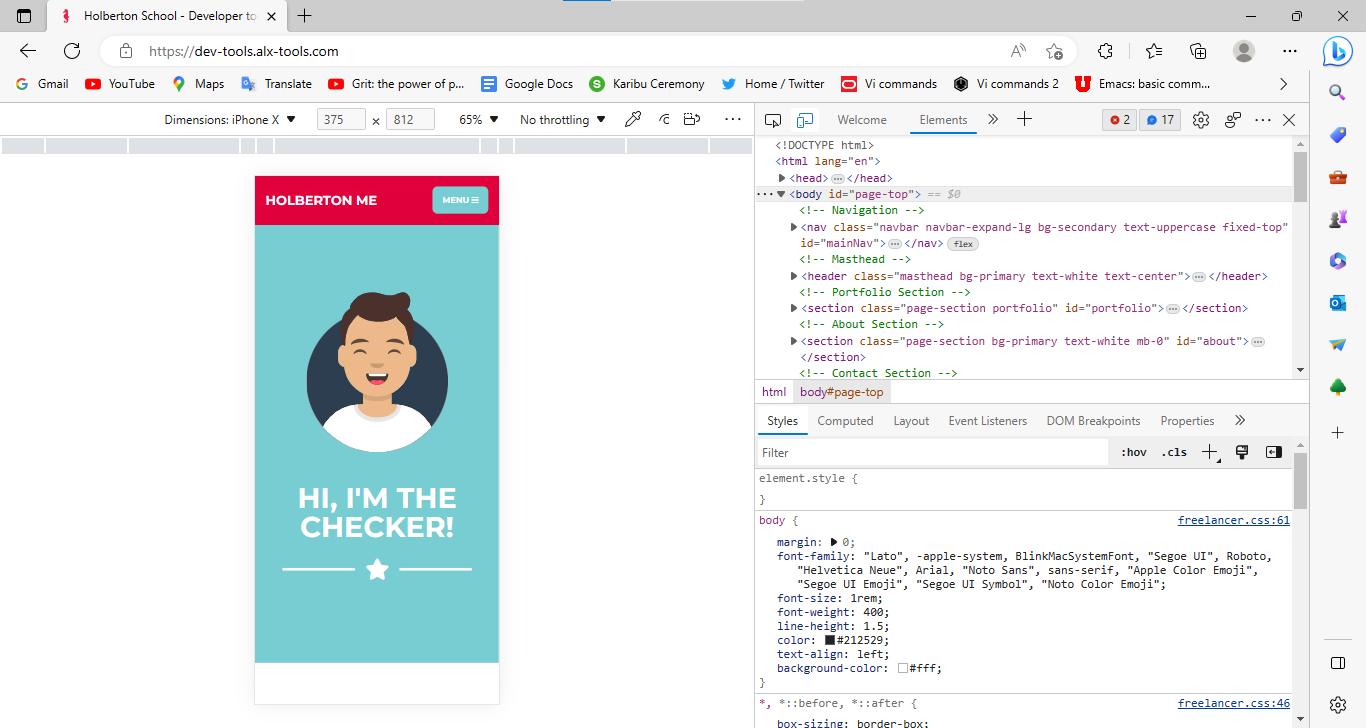 Holberton School - Developer to
https://dev-tools.alx-tools.com
Gmail YouTube Maps Translate Grit: the power of p... Google Docs Karibu Ceremony Home / Twitter Vi commands Vi commands 2 Emacs: basic comm...
Dimensions: iPhone X 375 × 812 65% No throttling
Welcome Elements 2 17
HOLBERTON ME
MENU
HI, I'M THE
CHECKER!
<!DOCTYPE html>
<html lang="en">
<head>…</head>
<body id="page-top"> == $0
<!-- Navigation -->
<nav class="navbar navbar-expand-lg bg-secondary text-uppercase fixed-top"
id="mainNav">…</nav> flex
<!-- Masthead -->
<header class="masthead bg-primary text-white text-center">…</header>
<!-- Portfolio Section -->
<section class="page-section portfolio" id="portfolio">…</section>
<!-- About Section -->
<section class="page-section bg-primary text-white mb-0" id="about">…
</section>
<!-- Contact Section -->
html body#page-top
Styles Computed Layout Event Listeners DOM Breakpoints Properties
Filter :hov .cls
element.style {
}
body { freelancer.css:61
margin: 0;
font-family: "Lato", -apple-system, BlinkMacSystemFont, "Segoe UI", Roboto,
"Helvetica Neue", Arial, "Noto Sans", sans-serif, "Apple Color Emoji",
"Segoe UI Emoji", "Segoe UI Symbol", "Noto Color Emoji";
font-size: 1rem;
font-weight: 400;
line-height: 1.5;
color: #212529;
text-align: left;
background-color: #fff;
}
*, *::before, *::after { freelancer.css:46
box-sizing: border-box;